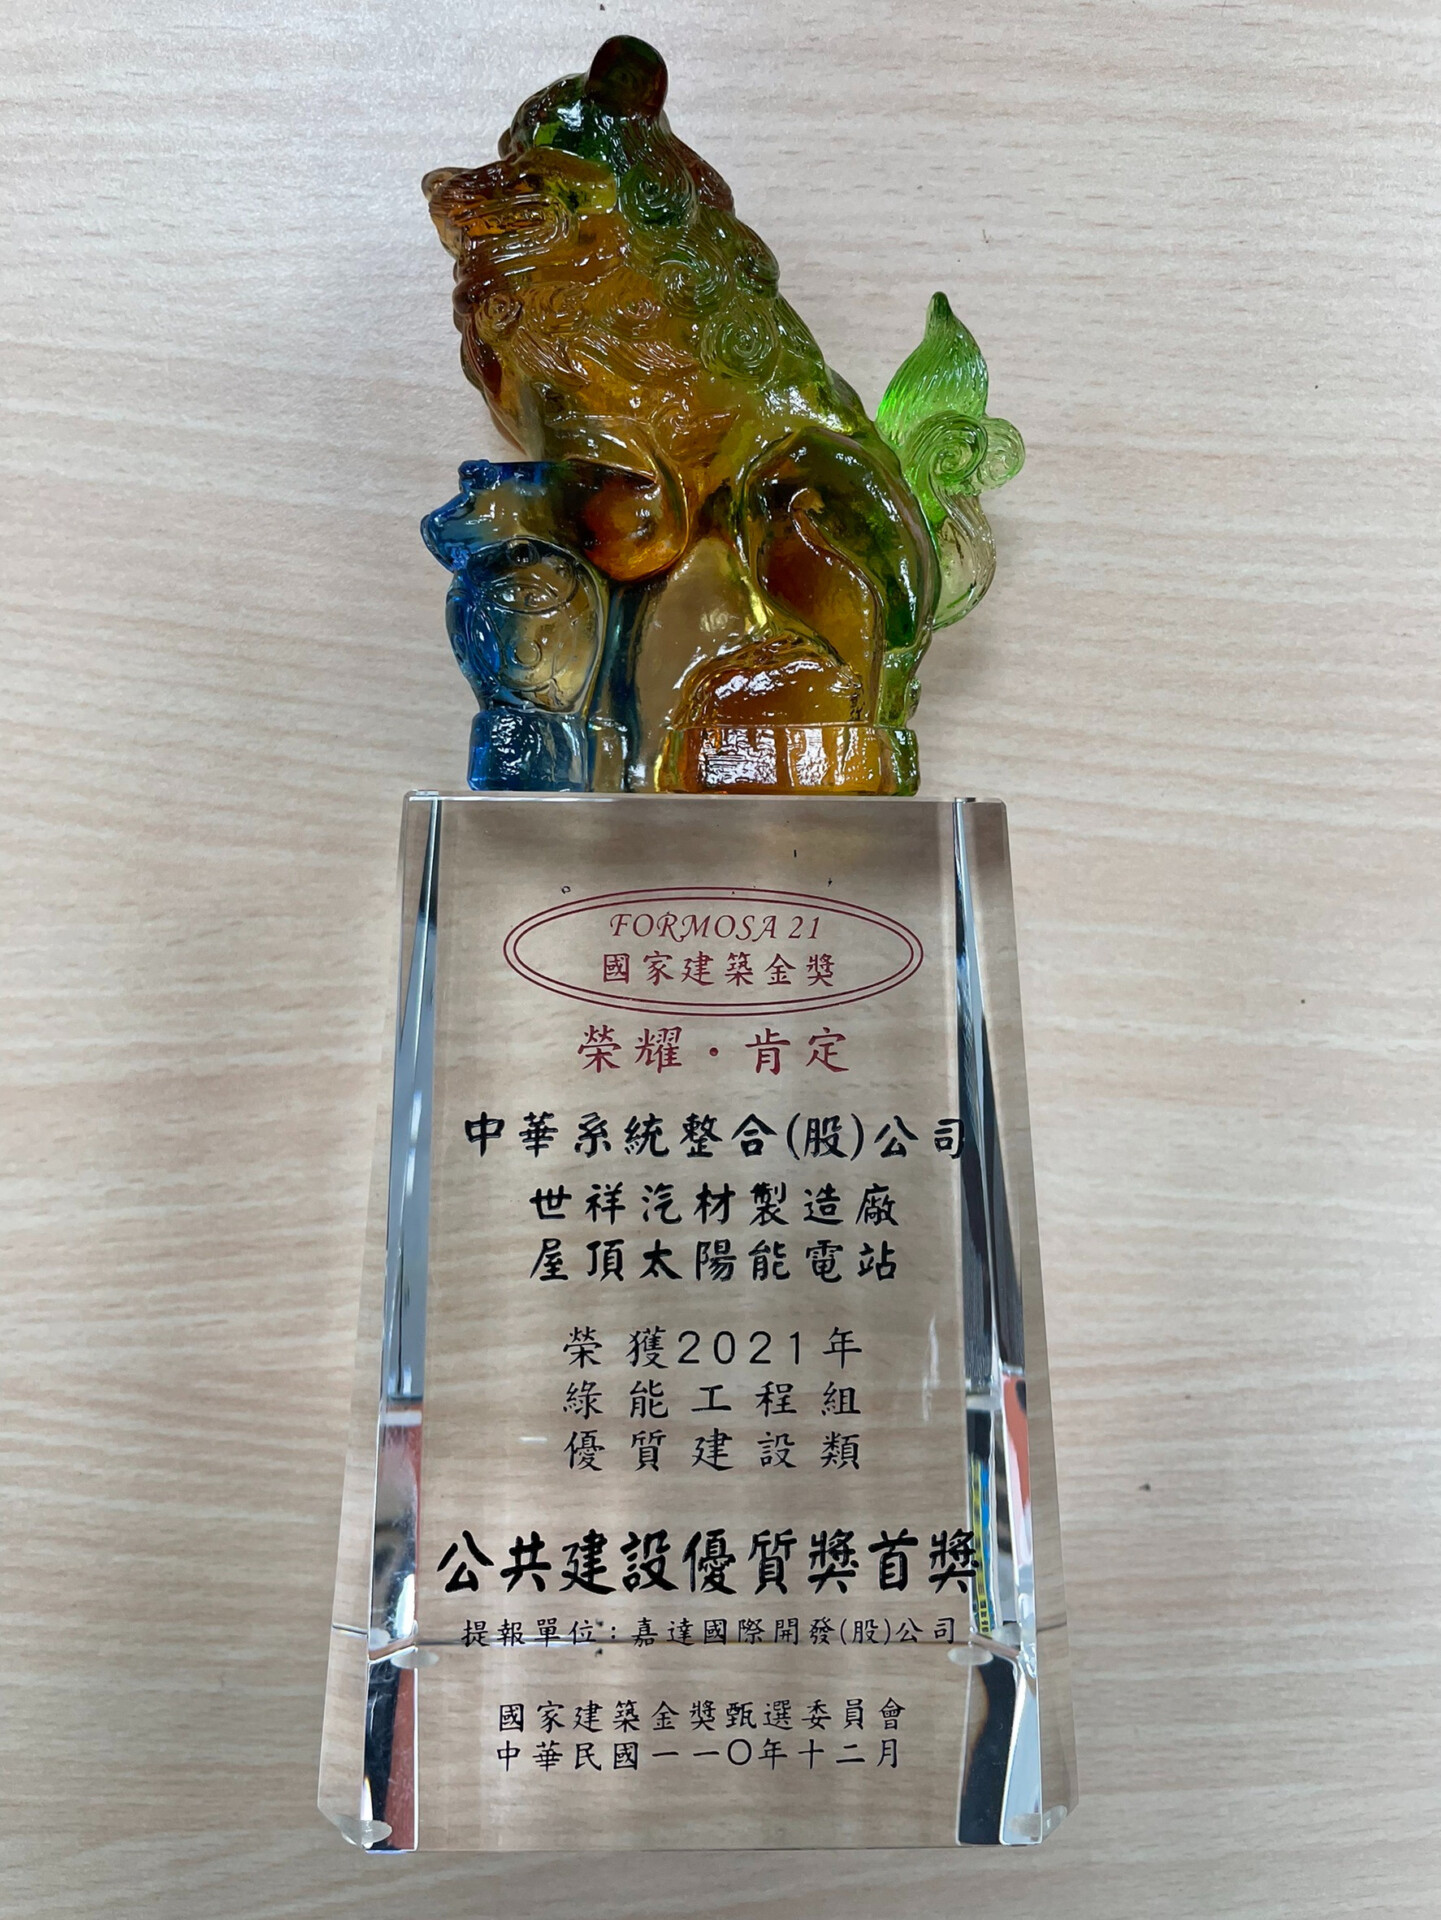 FORMOSA 21
國家建築金獎
榮耀·肯定
中華系統整合(股)公司
世祥汽材製造廠
屋頂太陽能電站
榮獲2021年
綠能工程組
優質建設類
公共建設優質獎首獎
提報單位:嘉達國際開發(股)公司
國家建築金獎甄選委員會
中華民國一一〇年十二月